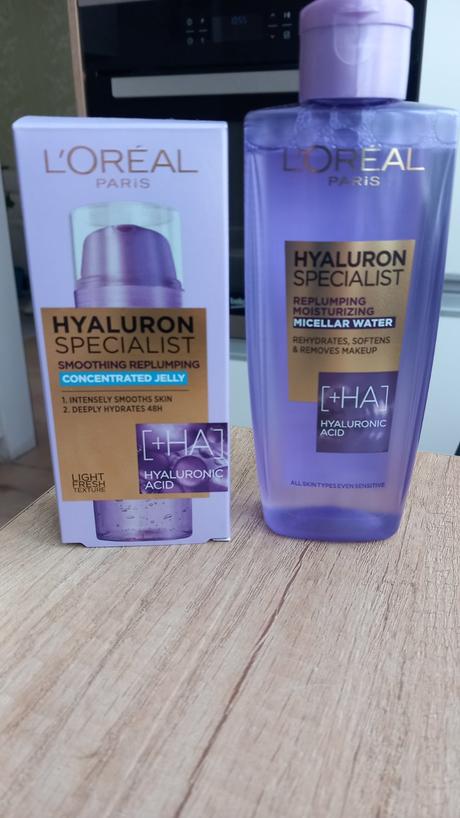 L'ORÉAL
PARIS
HYALURON
SPECIALIST
SMOOTHING REPLUMPING
CONCENTRATED JELLY
1. INTENSELY SMOOTHS SKIN
2. DEEPLY HYDRATES 48H
[+HA]
HYALURONIC
ACID
LIGHT
FRESH
TEXTURE
L'ORÉAL
PARIS
HYALURON
SPECIALIST
REPLUMPING
MOISTURIZING
MICELLAR WATER
REHYDRATES, SOFTENS
& REMOVES MAKEUP
[+HA]
HYALURONIC
ACID
ALL SKIN TYPES EVEN SENSITIVE